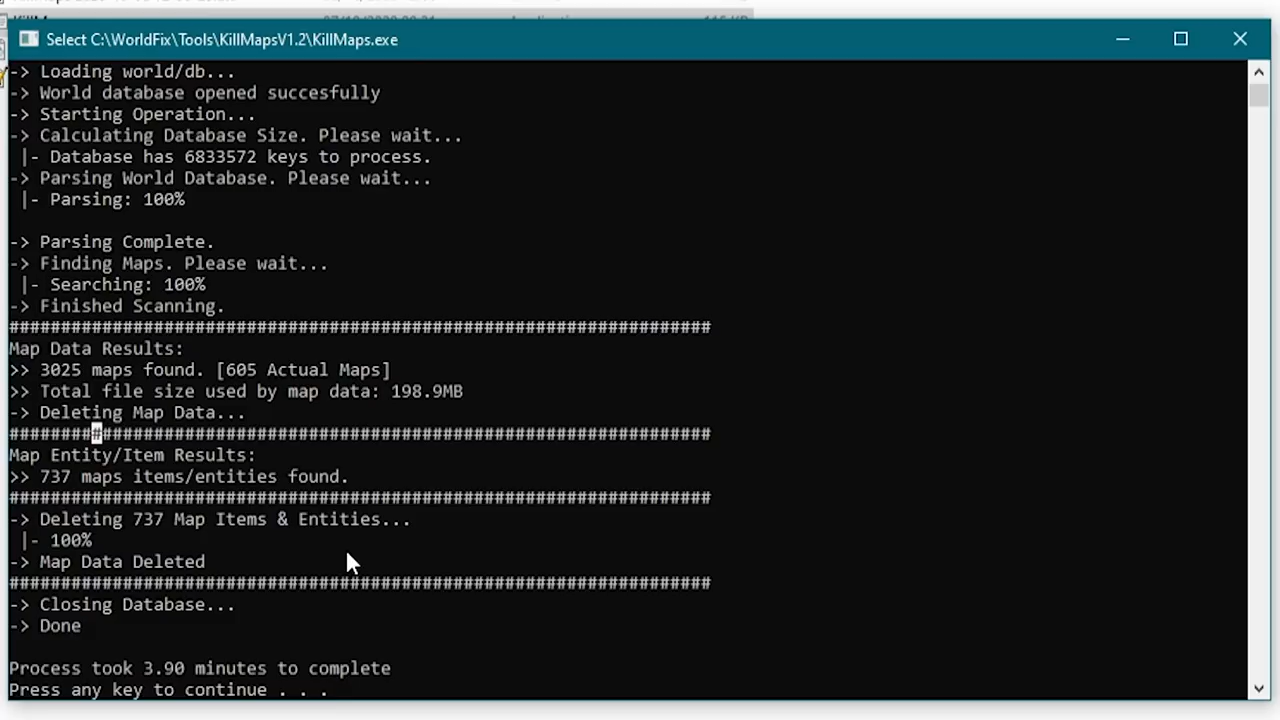 Select C:\WorldFix\Tools\KillMapsV1.2\KillMaps.exe
-> Loading world/db...
-> World database opened succesfully
-> Starting Operation...
-> Calculating Database Size. Please wait...
|- Database has 6833572 keys to process.
-> Parsing World Database. Please wait...
|- Parsing: 100%
-> Parsing Complete.
-> Finding Maps. Please wait...
|- Searching: 100%
-> Finished Scanning.
####################################################################
Map Data Results:
>> 3025 maps found. [605 Actual Maps]
>> Total file size used by map data: 198.9MB
-> Deleting Map Data...
####################################################################
Map Entity/Item Results:
>> 737 maps items/entities found.
####################################################################
-> Deleting 737 Map Items & Entities...
|- 100%
-> Map Data Deleted
####################################################################
-> Closing Database...
-> Done
Process took 3.90 minutes to complete
Press any key to continue . . .